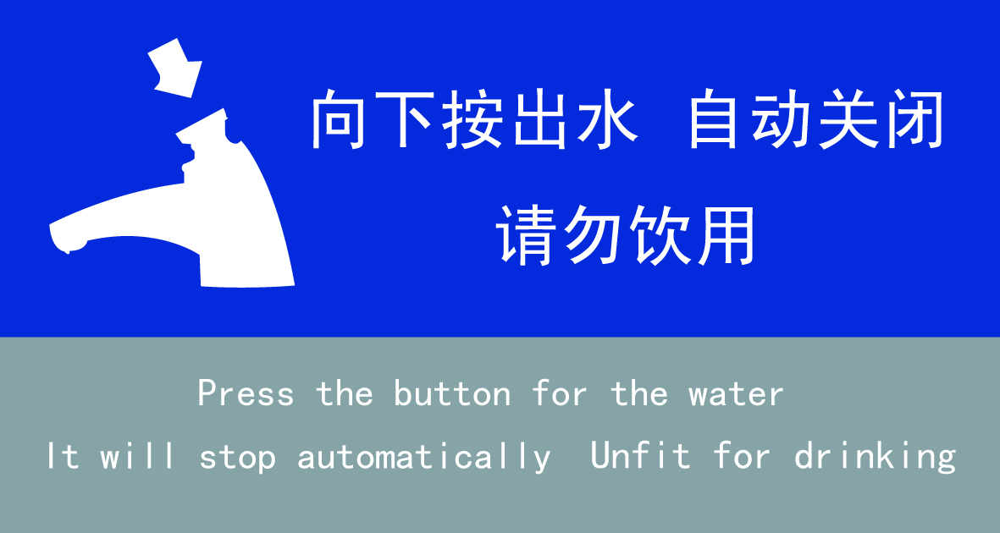 向下按出水 自动关闭
请勿饮用
Press the button for the water
It will stop automatically Unfit for drinking